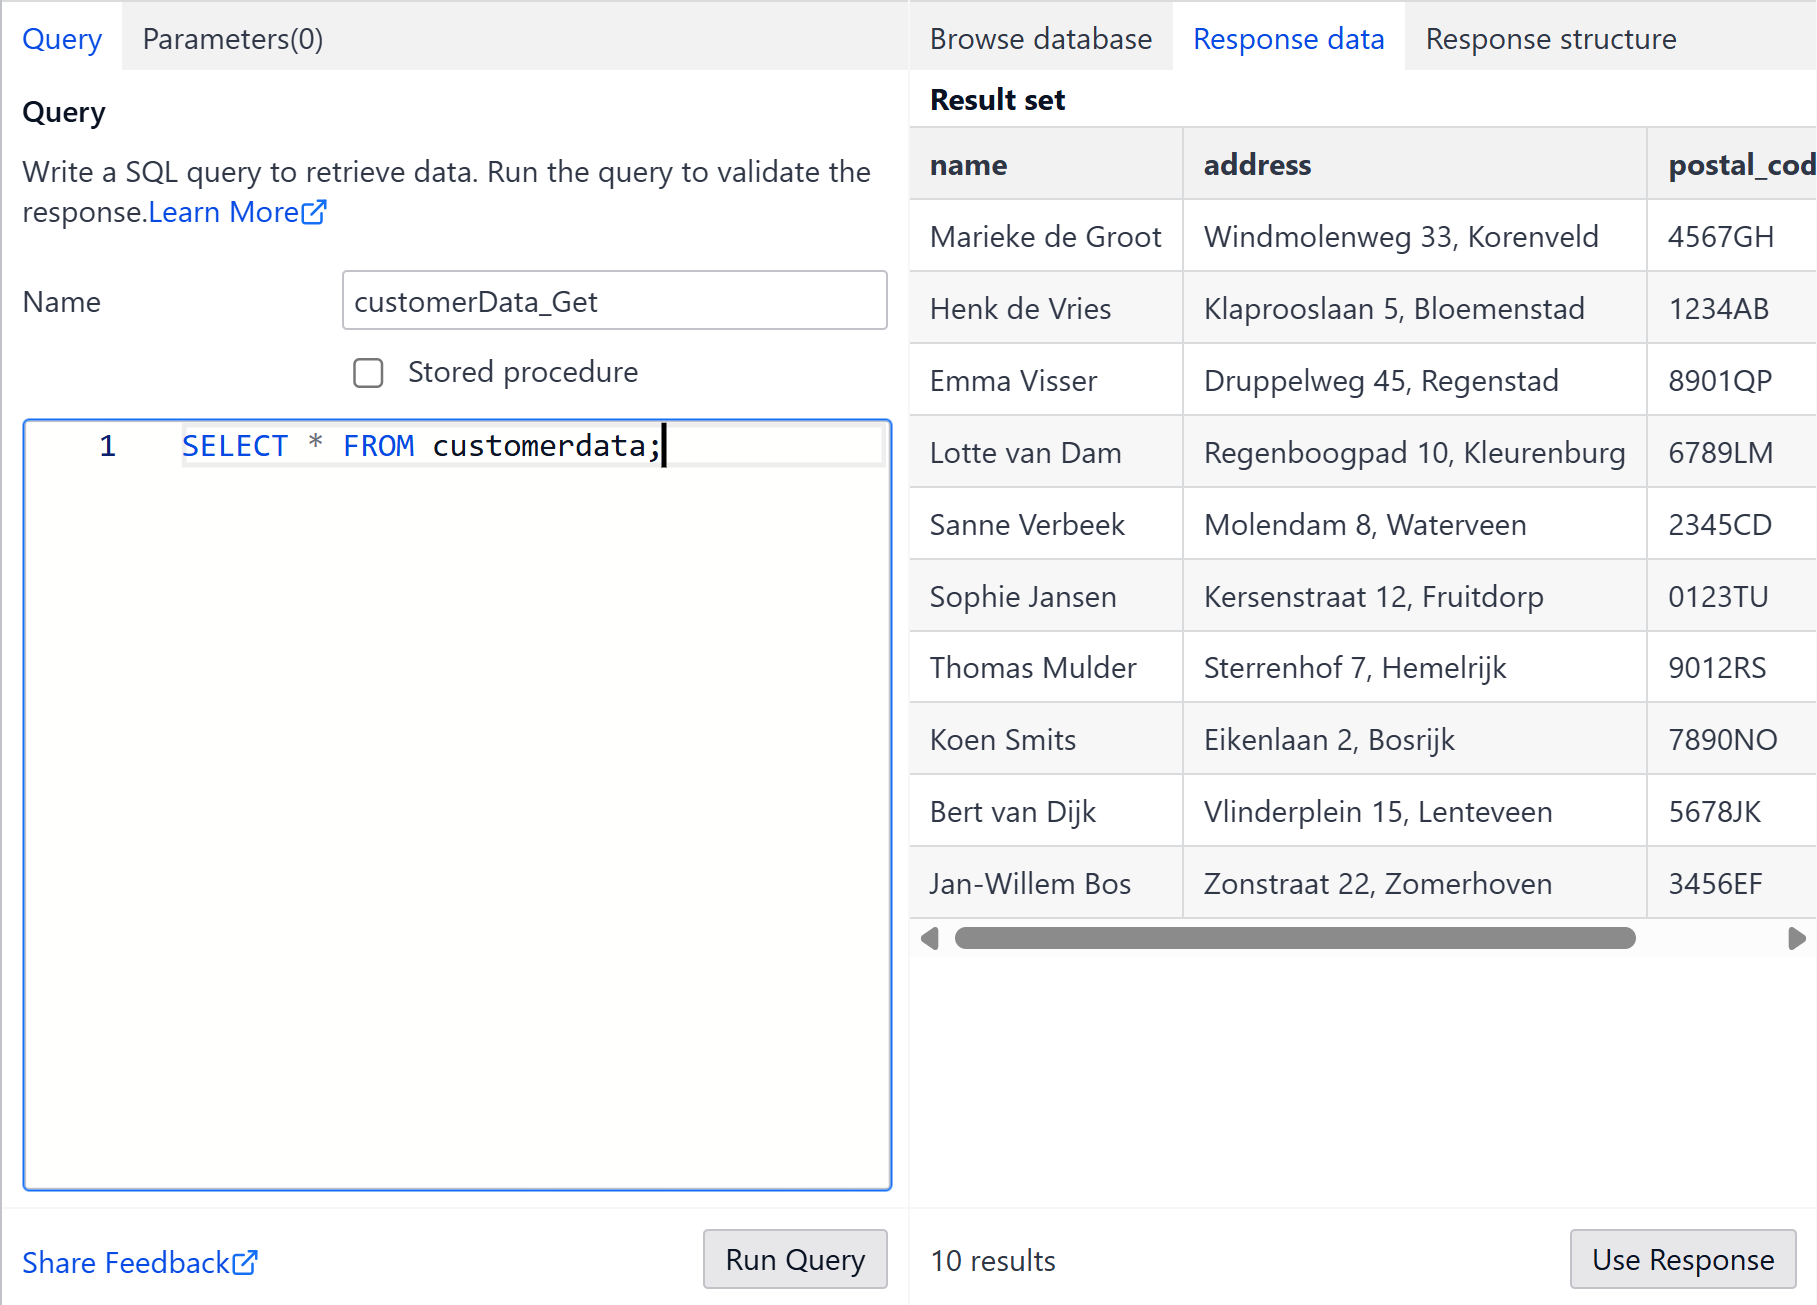 Query Parameters(0)
Query
Write a SQL query to retrieve data. Run the query to validate the
response.Learn More
Name customerData_Get
Stored procedure
1 SELECT * FROM customerdata;
Share Feedback Run Query
Browse database Response data Response structure
Result set
name address postal_cod
Marieke de Groot Windmolenweg 33, Korenveld 4567GH
Henk de Vries Klaprooslaan 5, Bloemenstad 1234AB
Emma Visser Druppelweg 45, Regenstad 8901QP
Lotte van Dam Regenboogpad 10, Kleurenburg 6789LM
Sanne Verbeek Molendam 8, Waterveen 2345CD
Sophie Jansen Kersenstraat 12, Fruitdorp 0123TU
Thomas Mulder Sterrenhof 7, Hemelrijk 9012RS
Koen Smits Eikenlaan 2, Bosrijk 7890NO
Bert van Dijk Vlinderplein 15, Lenteveen 5678JK
Jan-Willem Bos Zonstraat 22, Zomerhoven 3456EF
10 results Use Response